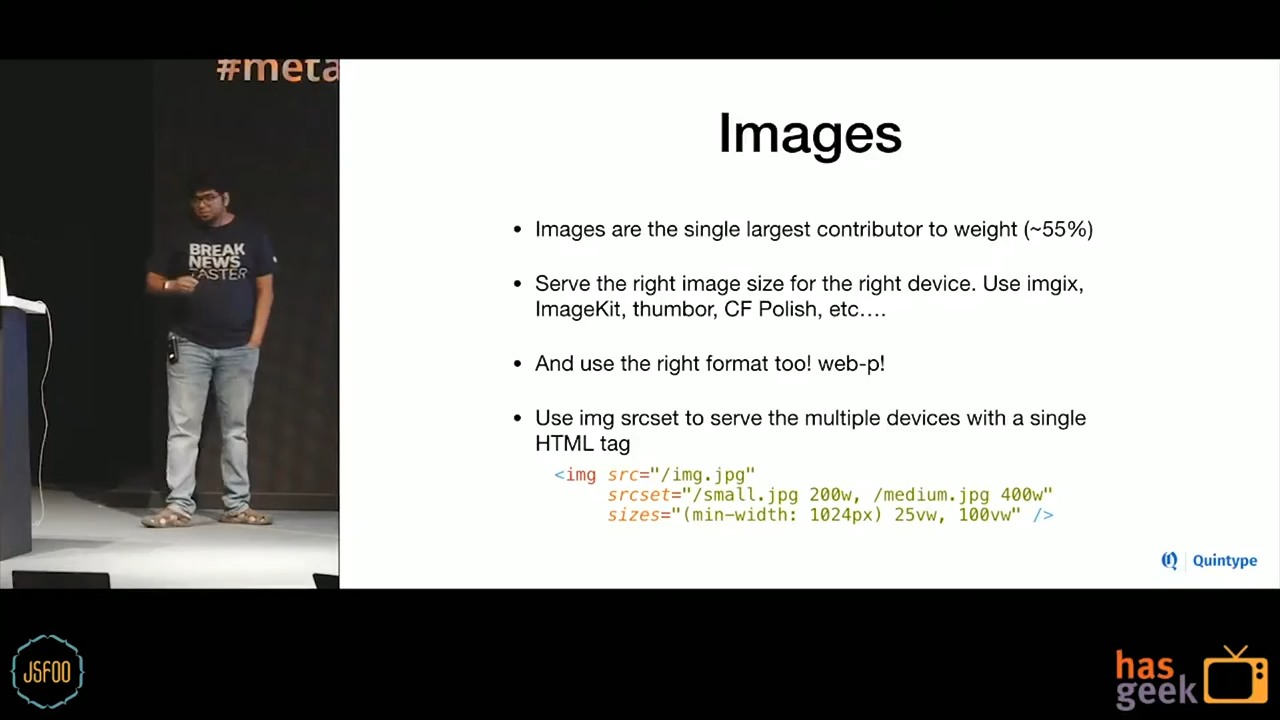 #meta
BREAK
NEWS
FASTER
Images
• Images are the single largest contributor to weight (~55%)
• Serve the right image size for the right device. Use imgix,
ImageKit, thumbor, CF Polish, etc….
• And use the right format too! web-p!
• Use img srcset to serve the multiple devices with a single
HTML tag
<img src="/img.jpg"
srcset="/small.jpg 200w, /medium.jpg 400w"
sizes="(min-width: 1024px) 25vw, 100vw" />
Quintype
JSFOO
has
geek